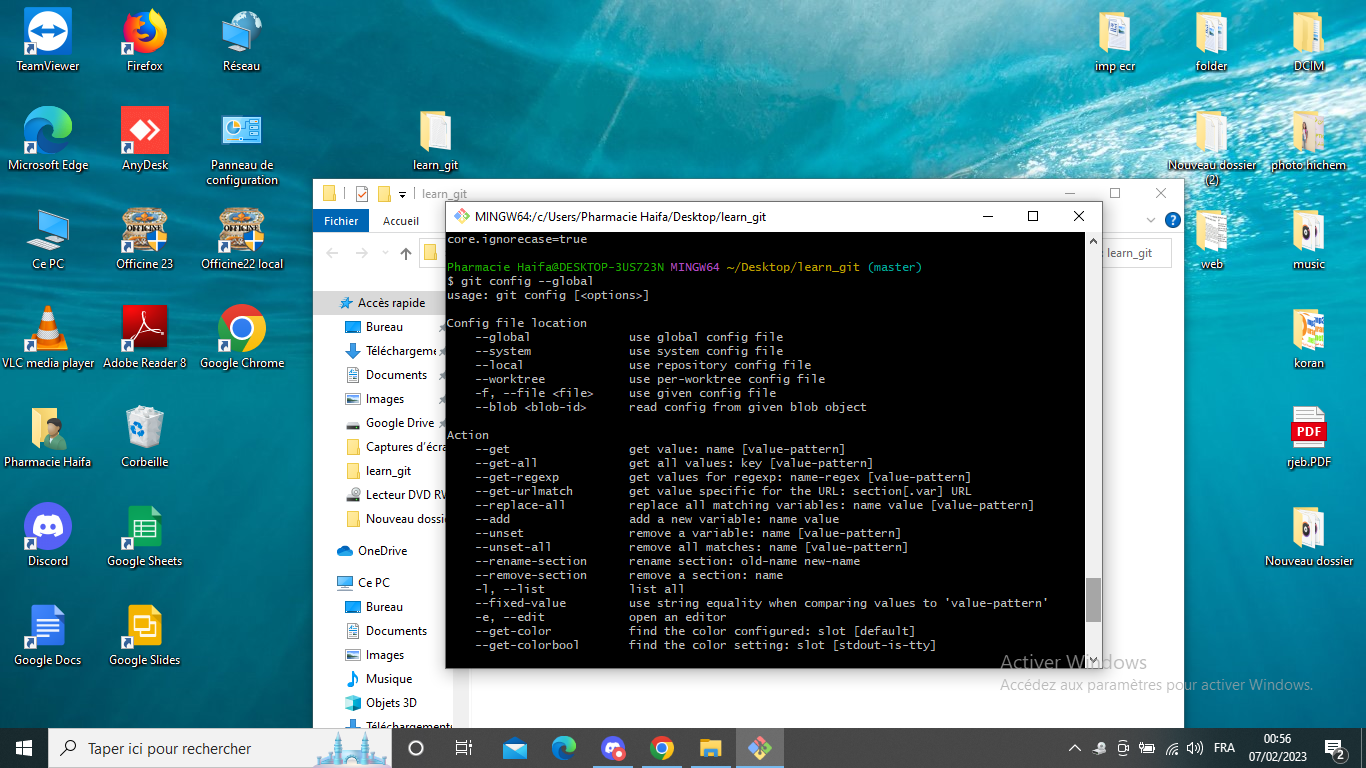 TeamViewer
Firefox
Réseau
imp ecr
folder
DCIM
Microsoft Edge
AnyDesk
Panneau de
configuration
learn_git
Nouveau dossier
(2)
photo hichem
Ce PC
Officine 23
Officine22 local
web
music
VLC media player
Adobe Reader 8
Google Chrome
koran
Pharmacie Haifa
Corbeille
PDF
rjeb.PDF
Discord
Google Sheets
Nouveau dossier
Google Docs
Google Slides
learn_git
Fichier
Accueil
learn_git
Accès rapide
Bureau
Téléchargeme
Documents
Images
Google Drive
Captures d'écra
learn_git
Lecteur DVD RW
Nouveau dossie
OneDrive
Ce PC
Bureau
Documents
Images
Musique
Objets 3D
Téléchargement
MINGW64:/c/Users/Pharmacie Haifa/Desktop/learn_git
core.ignorecase=true
Pharmacie Haifa@DESKTOP-3US723N MINGW64 ~/Desktop/learn_git (master)
$ git config --global
usage: git config [<options>]
Config file location
--global use global config file
--system use system config file
--local use repository config file
--worktree use per-worktree config file
-f, --file <file> use given config file
--blob <blob-id> read config from given blob object
Action
--get get value: name [value-pattern]
--get-all get all values: key [value-pattern]
--get-regexp get values for regexp: name-regex [value-pattern]
--get-urlmatch get value specific for the URL: section[.var] URL
--replace-all replace all matching variables: name value [value-pattern]
--add add a new variable: name value
--unset remove a variable: name [value-pattern]
--unset-all remove all matches: name [value-pattern]
--rename-section rename section: old-name new-name
--remove-section remove a section: name
-l, --list list all
--fixed-value use string equality when comparing values to 'value-pattern'
-e, --edit open an editor
--get-color find the color configured: slot [default]
--get-colorbool find the color setting: slot [stdout-is-tty]
Activer Windows
Accédez aux paramètres pour activer Windows.
Taper ici pour rechercher
FRA
00:56
07/02/2023
2